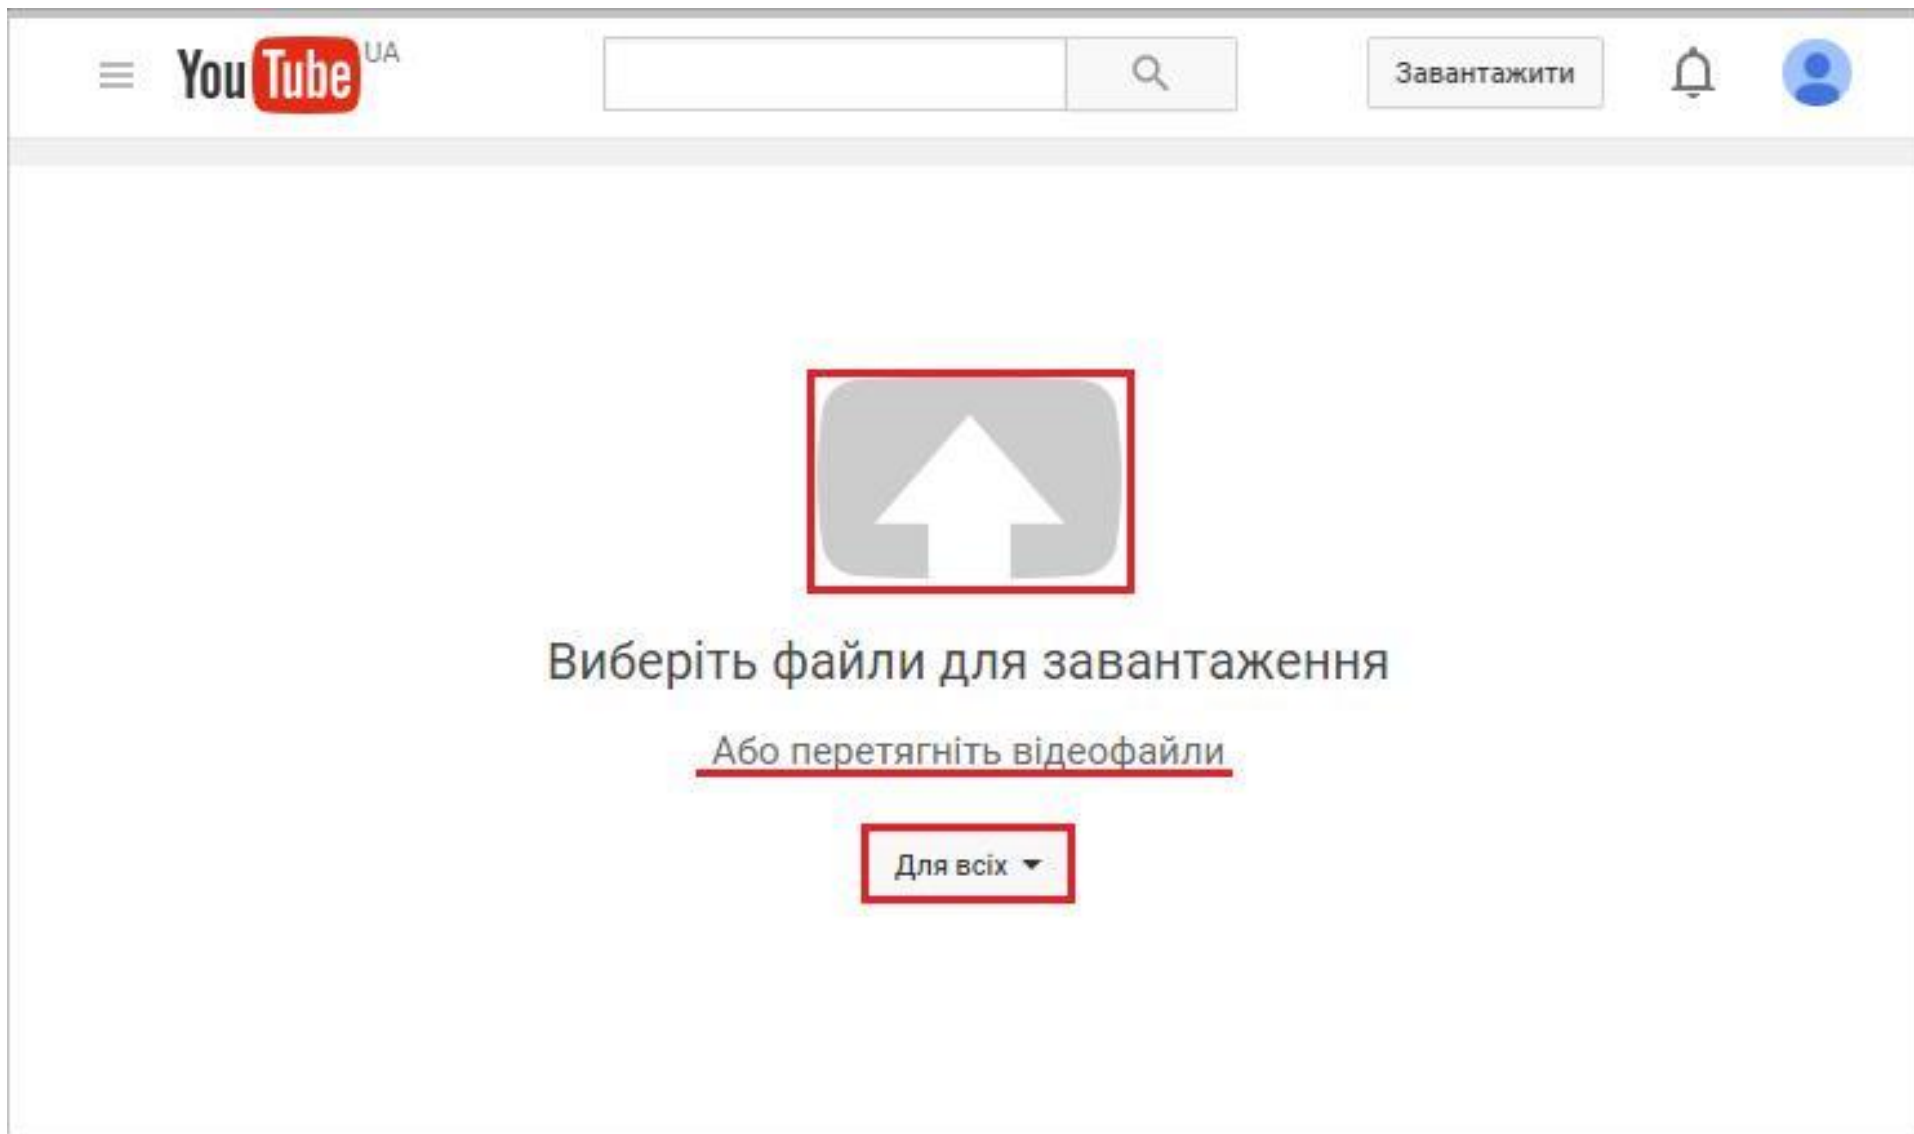 YouTube UA
Завантажити
Виберіть файли для завантаження
Або перетягніть відеофайли
Для всіх